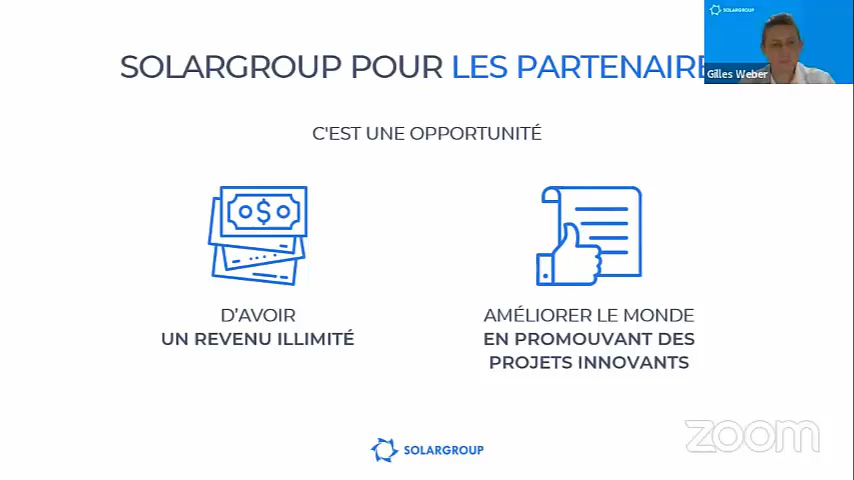 SOLARGROUP
Gilles Weber
SOLARGROUP POUR LES PARTENAIRE
C'EST UNE OPPORTUNITÉ
D'AVOIR
UN REVENU ILLIMITÉ
AMÉLIORER LE MONDE
EN PROMOUVANT DES
PROJETS INNOVANTS
SOLARGROUP
zoom